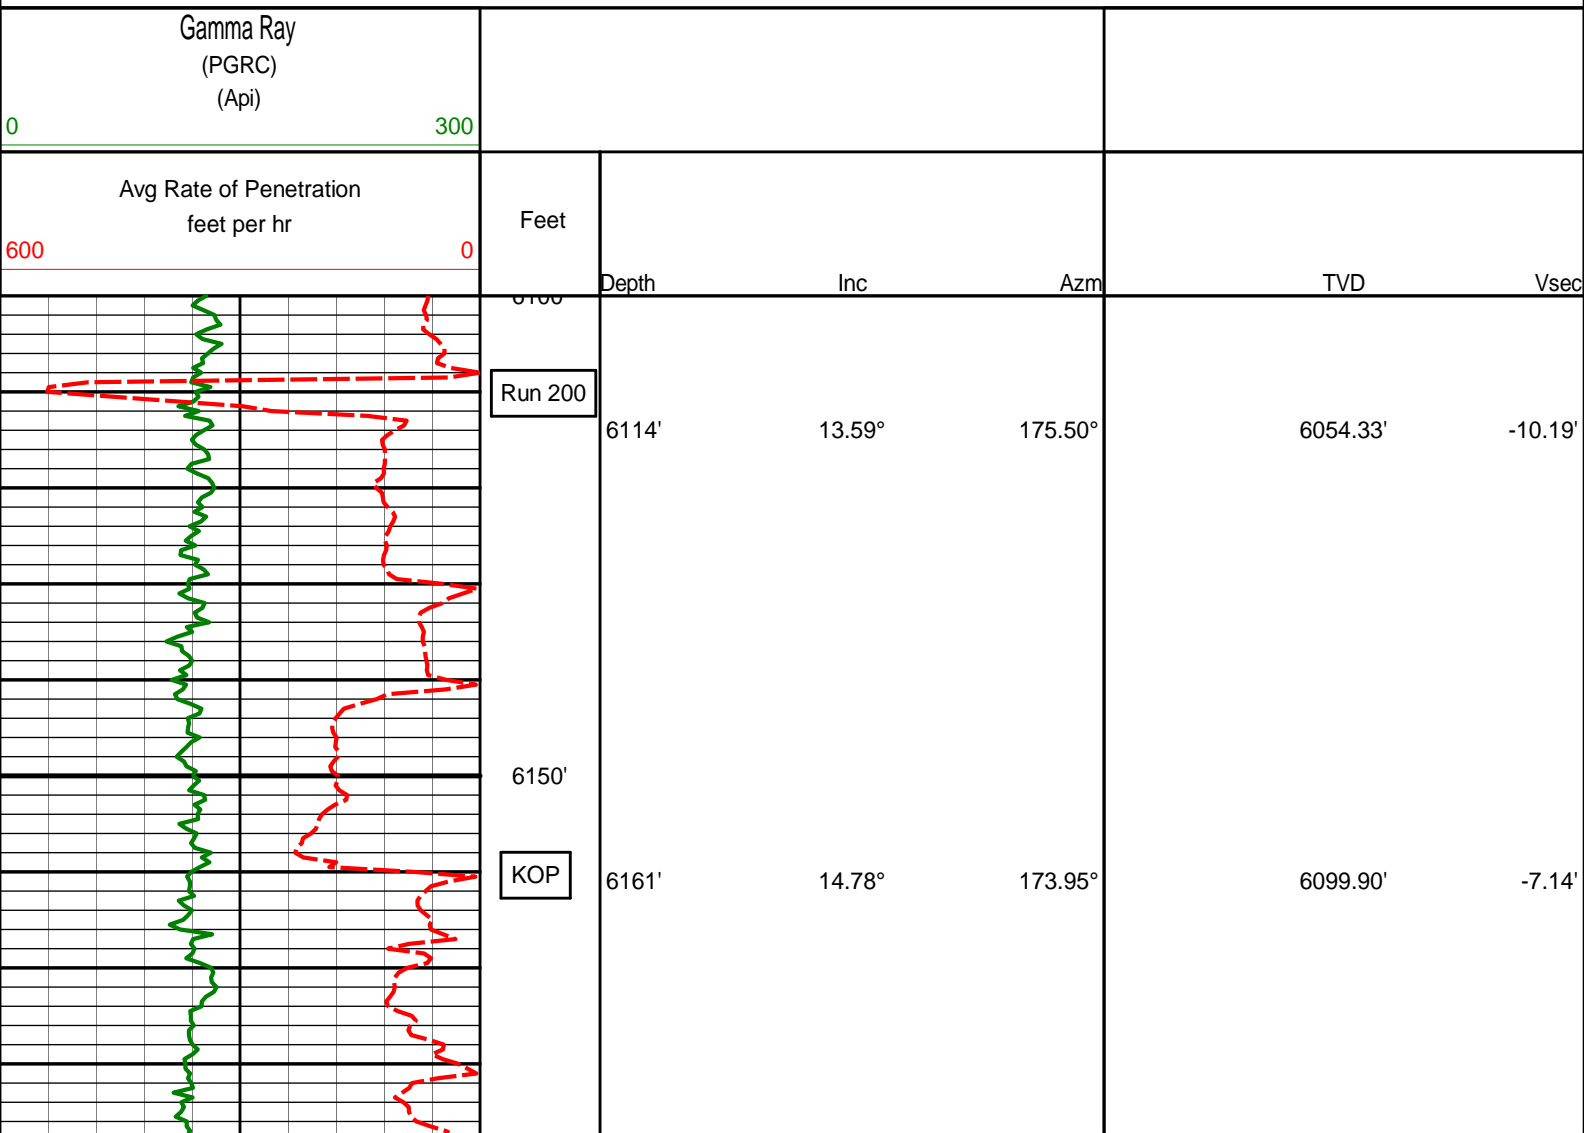 Gamma Ray
(PGRC)
(Api)
0 300
Avg Rate of Penetration
feet per hr
600 0
Feet
Depth Inc Azm TVD Vsec
Run 200
6114' 13.59° 175.50° 6054.33' -10.19'
6150'
KOP
6161' 14.78° 173.95° 6099.90' -7.14'